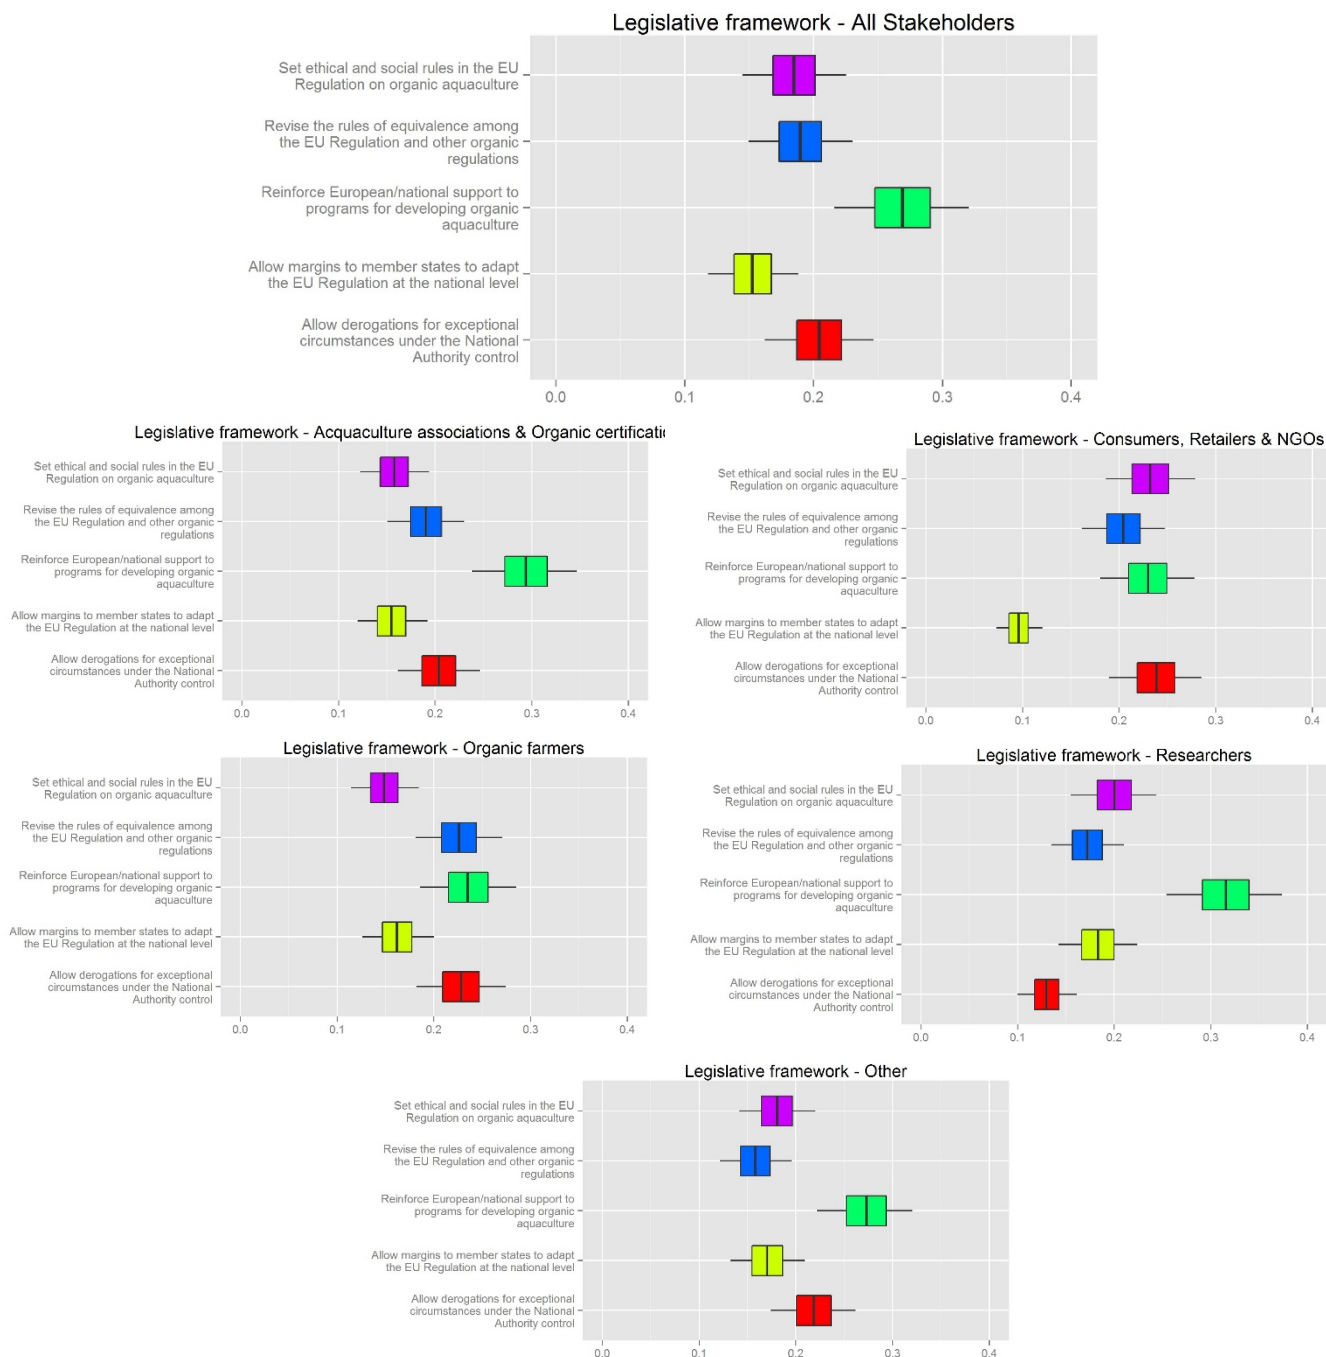 Legislative framework - All Stakeholders
Set ethical and social rules in the EU
Regulation on organic aquaculture
Revise the rules of equivalence among
the EU Regulation and other organic
regulations
Reinforce European/national support to
programs for developing organic
aquaculture
Allow margins to member states to adapt
the EU Regulation at the national level
Allow derogations for exceptional
circumstances under the National
Authority control
0.0 0.1 0.2 0.3 0.4
Legislative framework - Acquaculture associations & Organic certificatio
Set ethical and social rules in the EU
Regulation on organic aquaculture
Revise the rules of equivalence among
the EU Regulation and other organic
regulations
Reinforce European/national support to
programs for developing organic
aquaculture
Allow margins to member states to adapt
the EU Regulation at the national level
Allow derogations for exceptional
circumstances under the National
Authority control
0.0 0.1 0.2 0.3 0.4
Legislative framework - Consumers, Retailers & NGOs
Set ethical and social rules in the EU
Regulation on organic aquaculture
Revise the rules of equivalence among
the EU Regulation and other organic
regulations
Reinforce European/national support to
programs for developing organic
aquaculture
Allow margins to member states to adapt
the EU Regulation at the national level
Allow derogations for exceptional
circumstances under the National
Authority control
0.0 0.1 0.2 0.3 0.4
Legislative framework - Organic farmers
Set ethical and social rules in the EU
Regulation on organic aquaculture
Revise the rules of equivalence among
the EU Regulation and other organic
regulations
Reinforce European/national support to
programs for developing organic
aquaculture
Allow margins to member states to adapt
the EU Regulation at the national level
Allow derogations for exceptional
circumstances under the National
Authority control
0.0 0.1 0.2 0.3 0.4
Legislative framework - Researchers
Set ethical and social rules in the EU
Regulation on organic aquaculture
Revise the rules of equivalence among
the EU Regulation and other organic
regulations
Reinforce European/national support to
programs for developing organic
aquaculture
Allow margins to member states to adapt
the EU Regulation at the national level
Allow derogations for exceptional
circumstances under the National
Authority control
0.0 0.1 0.2 0.3 0.4
Legislative framework - Other
Set ethical and social rules in the EU
Regulation on organic aquaculture
Revise the rules of equivalence among
the EU Regulation and other organic
regulations
Reinforce European/national support to
programs for developing organic
aquaculture
Allow margins to member states to adapt
the EU Regulation at the national level
Allow derogations for exceptional
circumstances under the National
Authority control
0.0 0.1 0.2 0.3 0.4